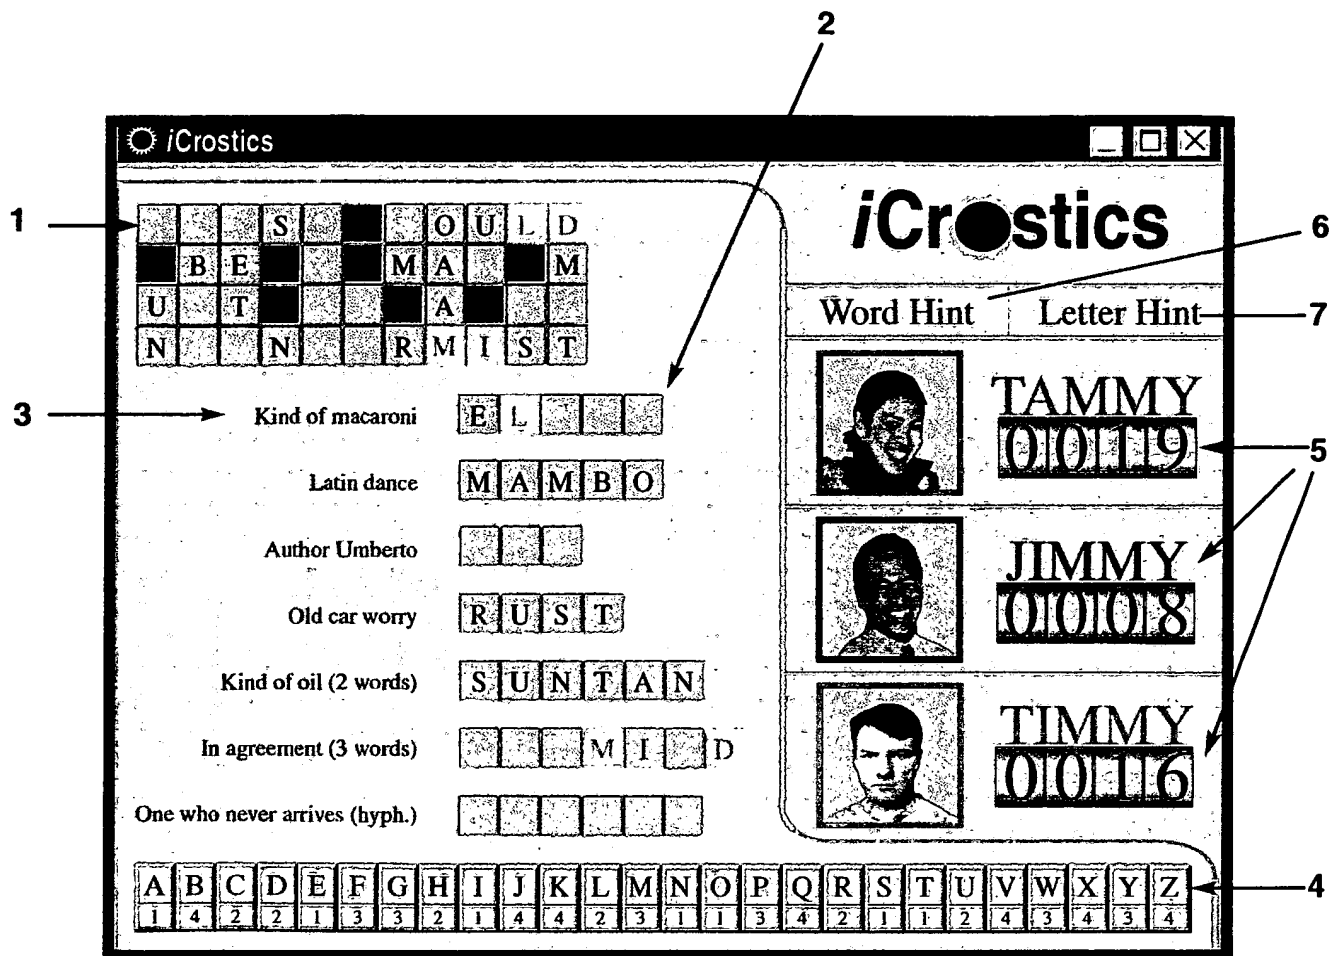 2
iCrostics
1
S O U L D
B E M A M
U T A
N N R M I S T
iCrostics
6
Word Hint Letter Hint
7
3
Kind of macaroni E L
Latin dance M A M B O
Author Umberto
Old car worry R U S T
Kind of oil (2 words) S U N T A N
In agreement (3 words) M I D
One who never arrives (hyph.)
TAMMY
0019
5
JIMMY
0008
TIMMY
0016
A B C D E F G H I J K L M N O P Q R S T U V W X Y Z
1 4 2 2 1 3 3 2 1 4 4 2 3 1 1 3 4 2 1 1 2 4 3 4 3 4
4